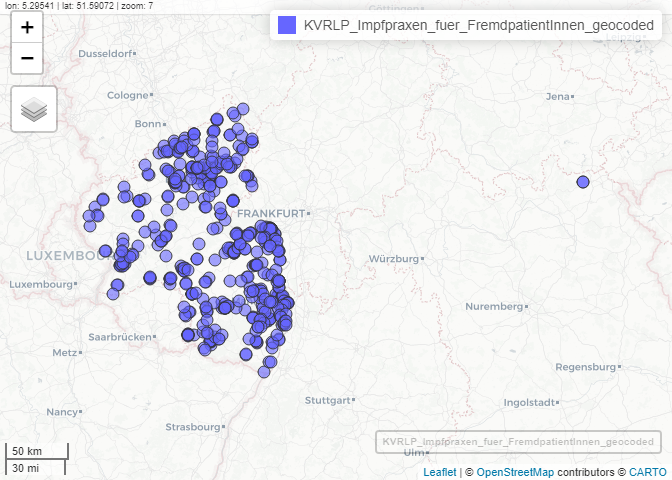 lon: 5.29541 | lat: 51.59072 | zoom: 7
Göttingen
+
KVRLP_Impfpraxen_fuer_FremdpatientInnen_geocoded
−
Leipzig
Dusseldorf
Cologne
Jena
Bonn
FRANKFURT
LUXEMBOURG
Würzburg
Luxembourg
Nuremberg
Saarbrücken
Metz
Regensburg
Stuttgart
Ingolstadt
Nancy
Strasbourg
KVRLP_Impfpraxen_fuer_FremdpatientInnen_geocoded
Ulm
50 km
30 mi
Leaflet | © OpenStreetMap contributors © CARTO